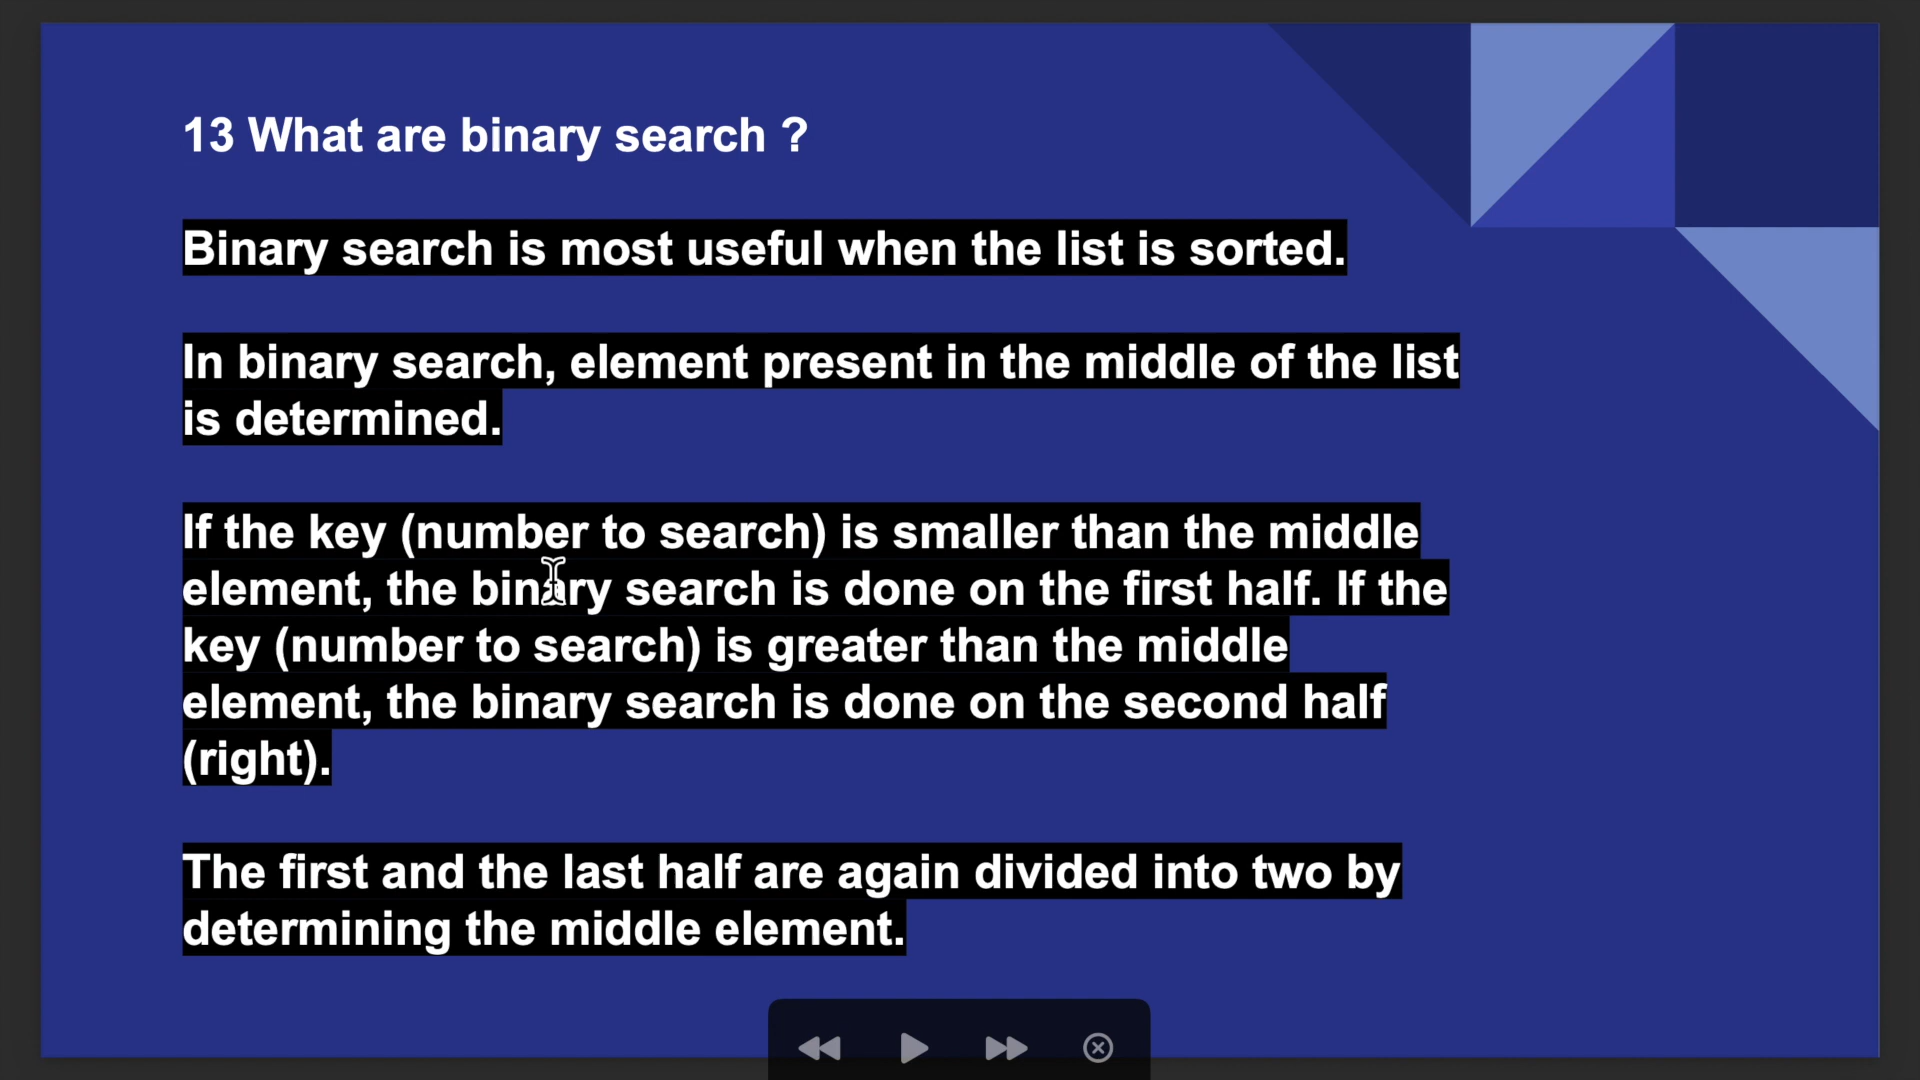 13 What are binary search ?
Binary search is most useful when the list is sorted.
In binary search, element present in the middle of the list
is determined.
If the key (number to search) is smaller than the middle
element, the binary search is done on the first half. If the
key (number to search) is greater than the middle
element, the binary search is done on the second half
(right).
The first and the last half are again divided into two by
determining the middle element.